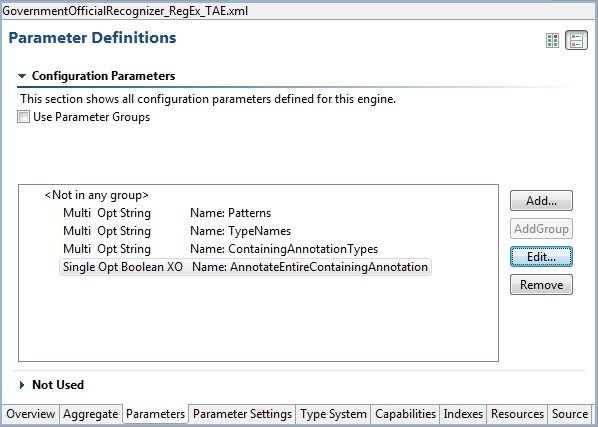 GovernmentOfficialRecognizer_RegEx_TAE.xml
Parameter Definitions
Configuration Parameters
This section shows all configuration parameters defined for this engine.
Use Parameter Groups
<Not in any group>
Multi Opt String Name: Patterns
Multi Opt String Name: TypeNames
Multi Opt String Name: ContainingAnnotationTypes
Single Opt Boolean XO Name: AnnotateEntireContainingAnnotation
Add...
AddGroup
Edit...
Remove
Not Used
Overview Aggregate Parameters Parameter Settings Type System Capabilities Indexes Resources Source